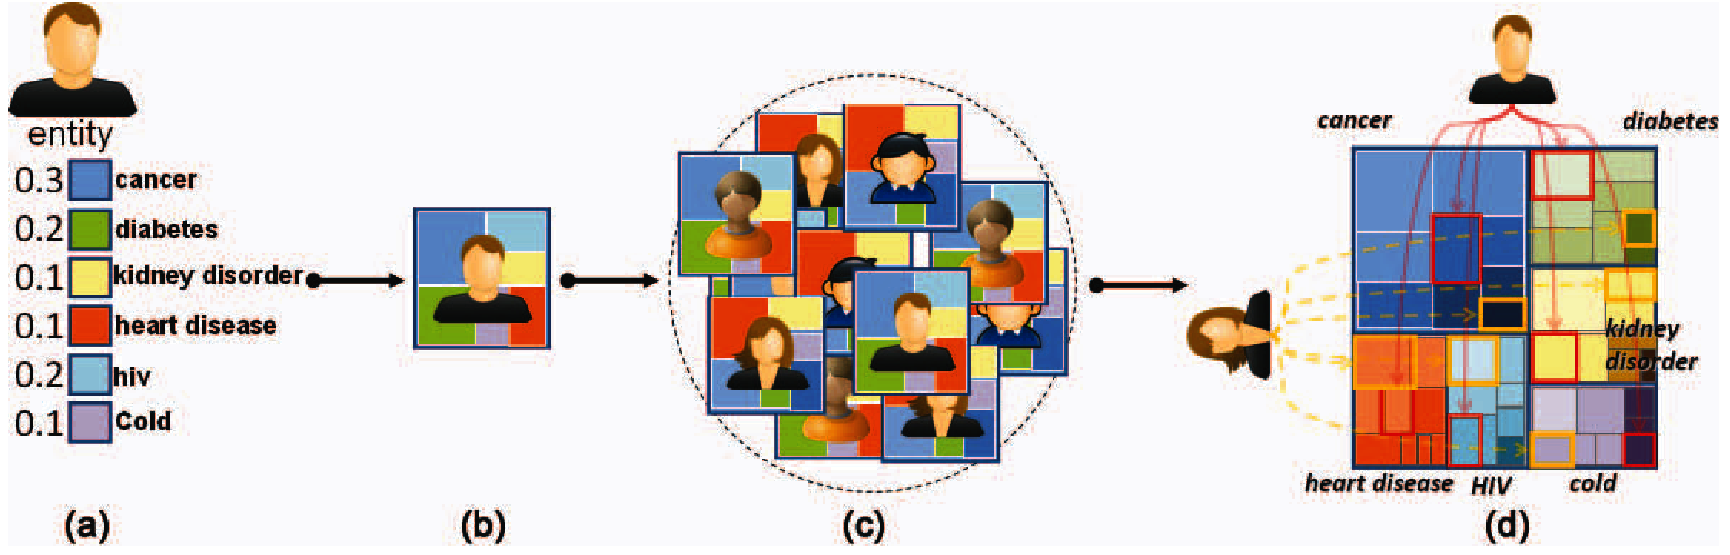 entity
0.3 cancer
0.2 diabetes
0.1 kidney disorder
0.1 heart disease
0.2 hiv
0.1 Cold
cancer
diabetes
kidney
disorder
heart disease
HIV
cold
(a)
(b)
(c)
(d)